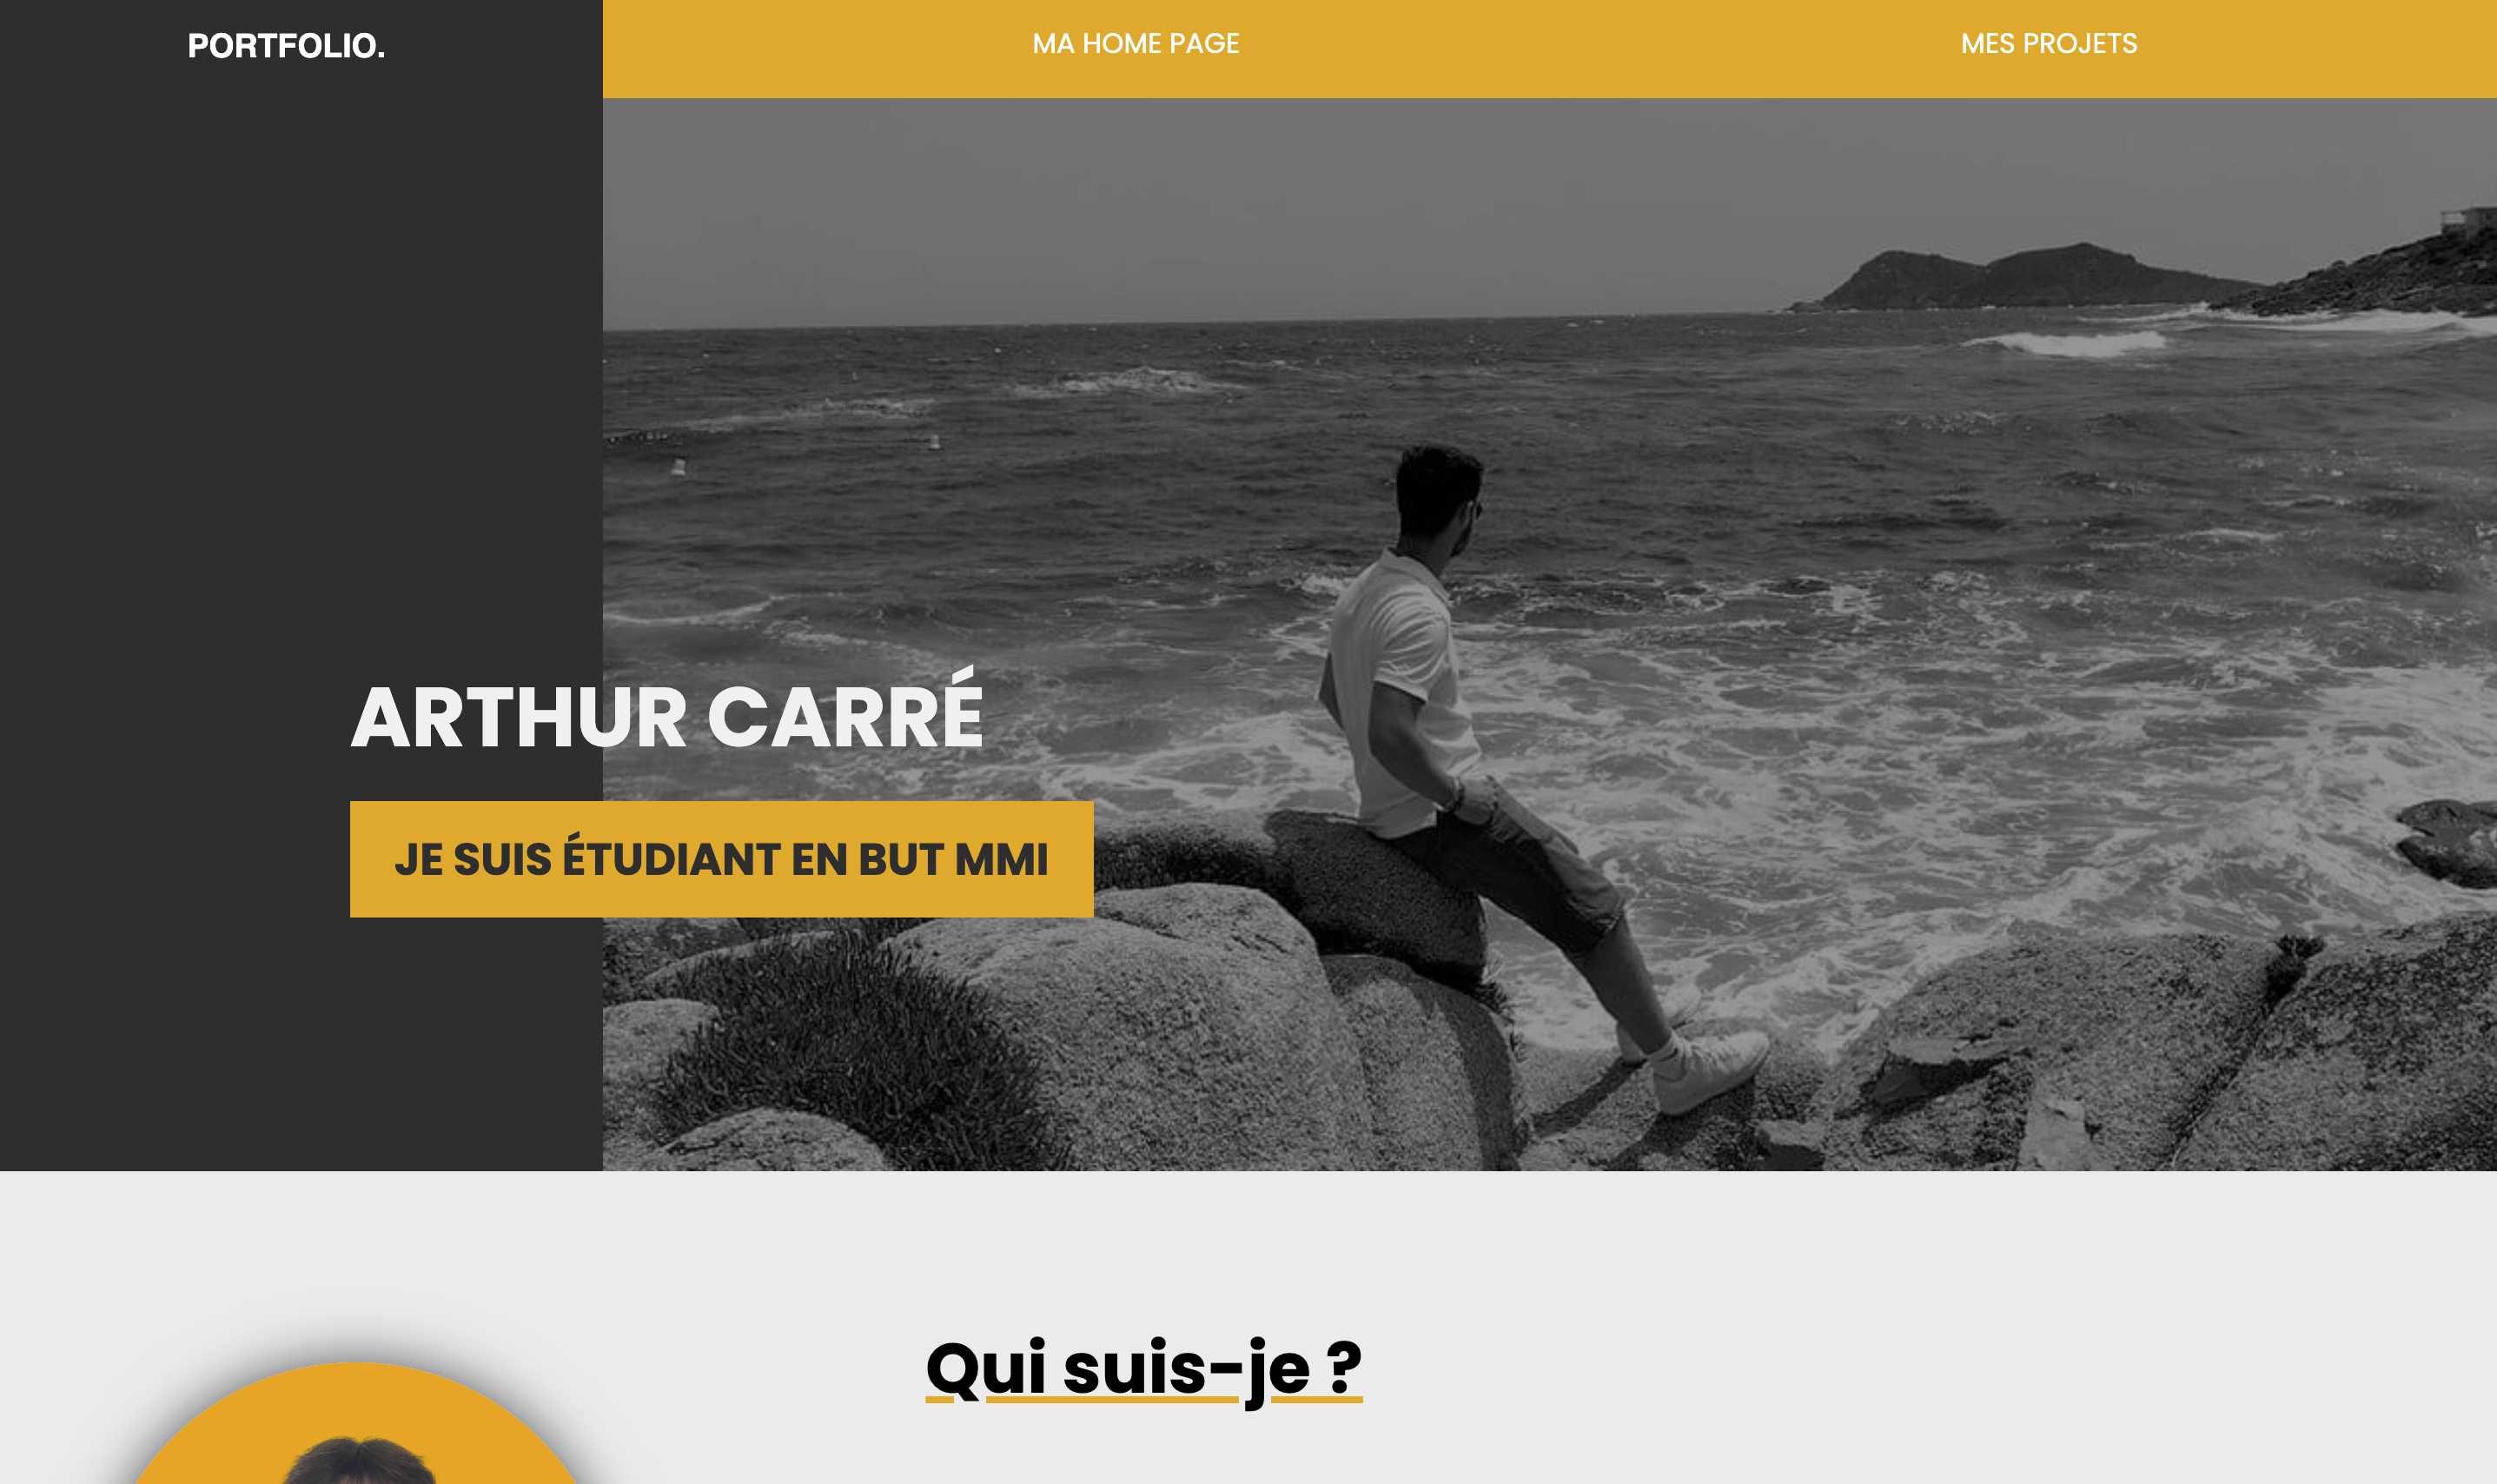 PORTFOLIO.
MA HOME PAGE
MES PROJETS
ARTHUR CARRÉ
JE SUIS ÉTUDIANT EN BUT MMI
Qui suis-je ?